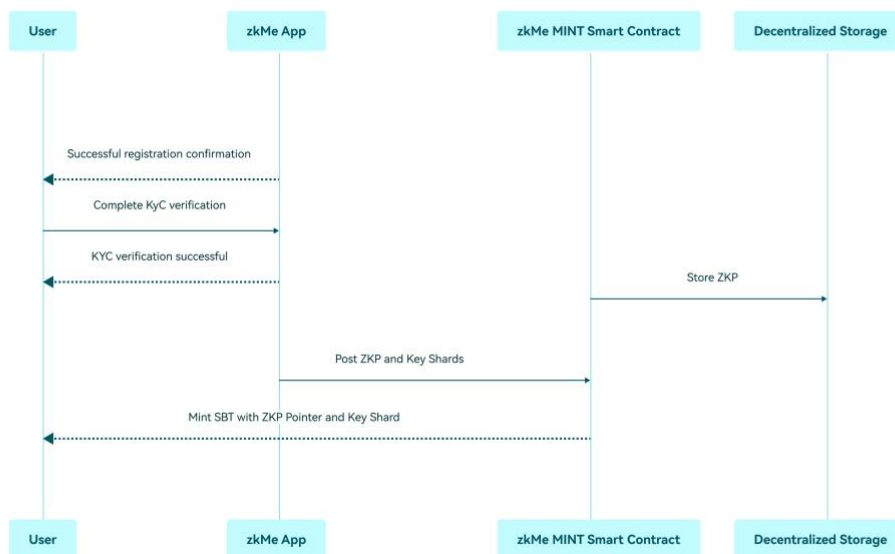 User
zkMe App
zkMe MINT Smart Contract
Decentralized Storage
Successful registration confirmation
Complete KyC verification
KYC verification successful
Store ZKP
Post ZKP and Key Shards
Mint SBT with ZKP Pointer and Key Shard
User
zkMe App
zkMe MINT Smart Contract
Decentralized Storage